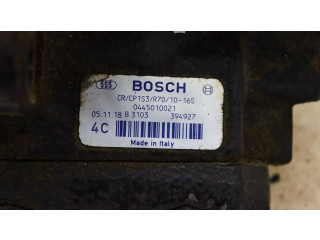 BOSCH
CR/CP1S3/R70/10-16S
0445010021
05.11.18 B 3103 394927
4C
Made in Italy